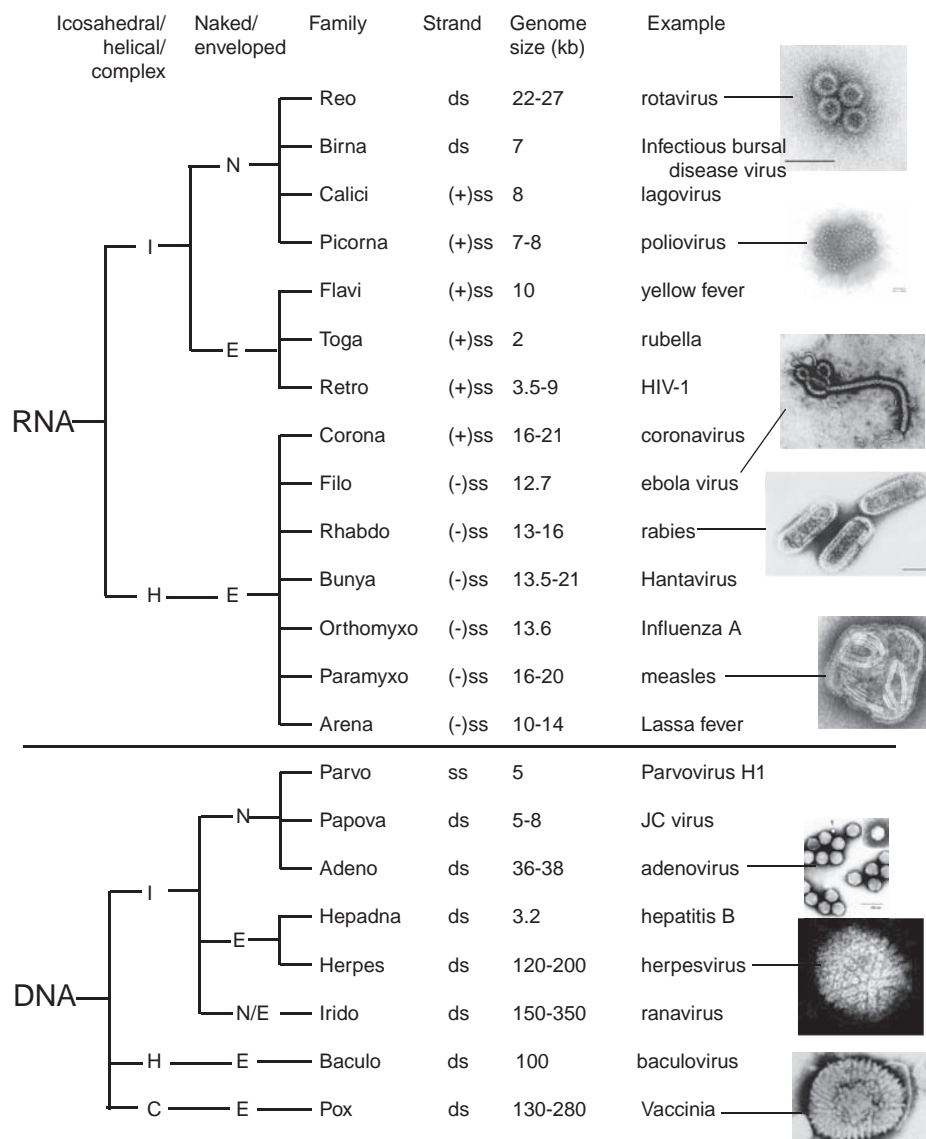 Icosahedral/ Naked/ Family Strand Genome Example
helical/ enveloped size (kb)
complex
Reo ds 22-27 rotavirus
Birna ds 7 Infectious bursal
disease virus
N
Calici (+)ss 8 lagovirus
Picorna (+)ss 7-8 poliovirus
I
Flavi (+)ss 10 yellow fever
Toga (+)ss 2 rubella
E
Retro (+)ss 3.5-9 HIV-1
RNA
Corona (+)ss 16-21 coronavirus
Filo (-)ss 12.7 ebola virus
Rhabdo (-)ss 13-16 rabies
Bunya (-)ss 13.5-21 Hantavirus
H E
Orthomyxo (-)ss 13.6 Influenza A
Paramyxo (-)ss 16-20 measles
Arena (-)ss 10-14 Lassa fever
Parvo ss 5 Parvovirus H1
N
Papova ds 5-8 JC virus
Adeno ds 36-38 adenovirus
I
Hepadna ds 3.2 hepatitis B
E
Herpes ds 120-200 herpesvirus
DNA
N/E Irido ds 150-350 ranavirus
H E Baculo ds 100 baculovirus
C E Pox ds 130-280 Vaccinia